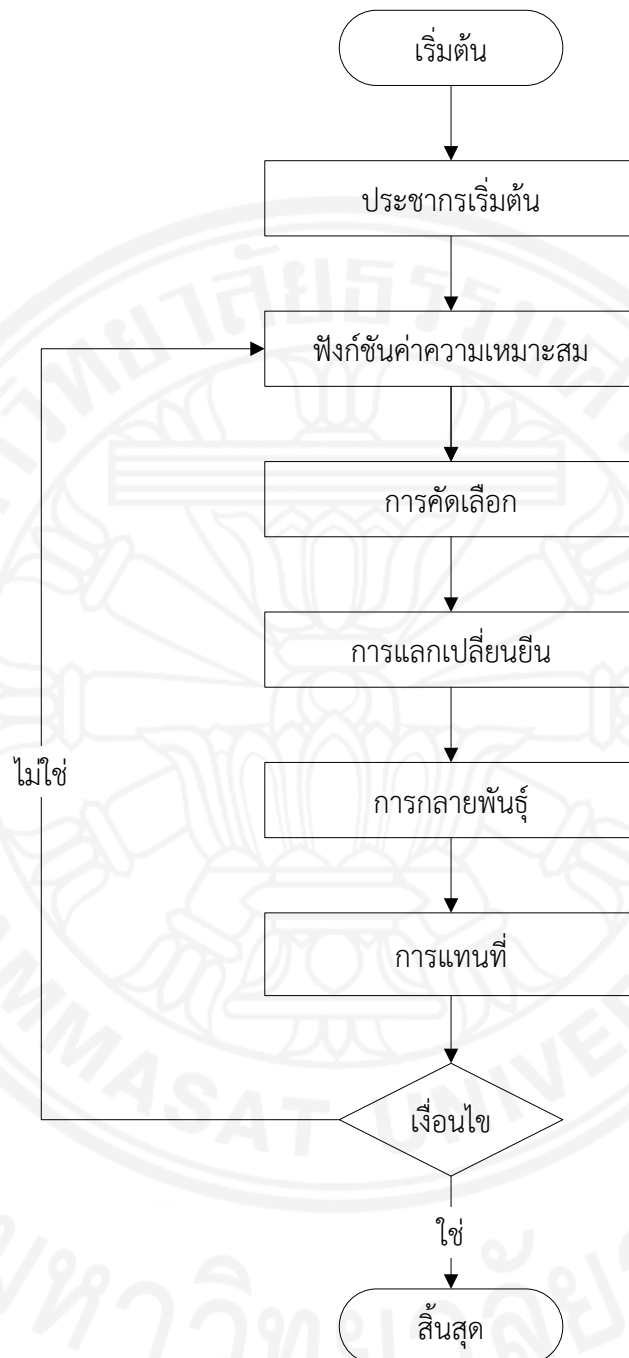 เริ่มต้น
ประชากรเริ่มต้น
ฟังก์ชันค่าความเหมาะสม
การคัดเลือก
การแลกเปลี่ยนยีน
ไม่ใช่
การกลายพันธุ์
การแทนที่
เงื่อนไข
ใช่
สิ้นสุด